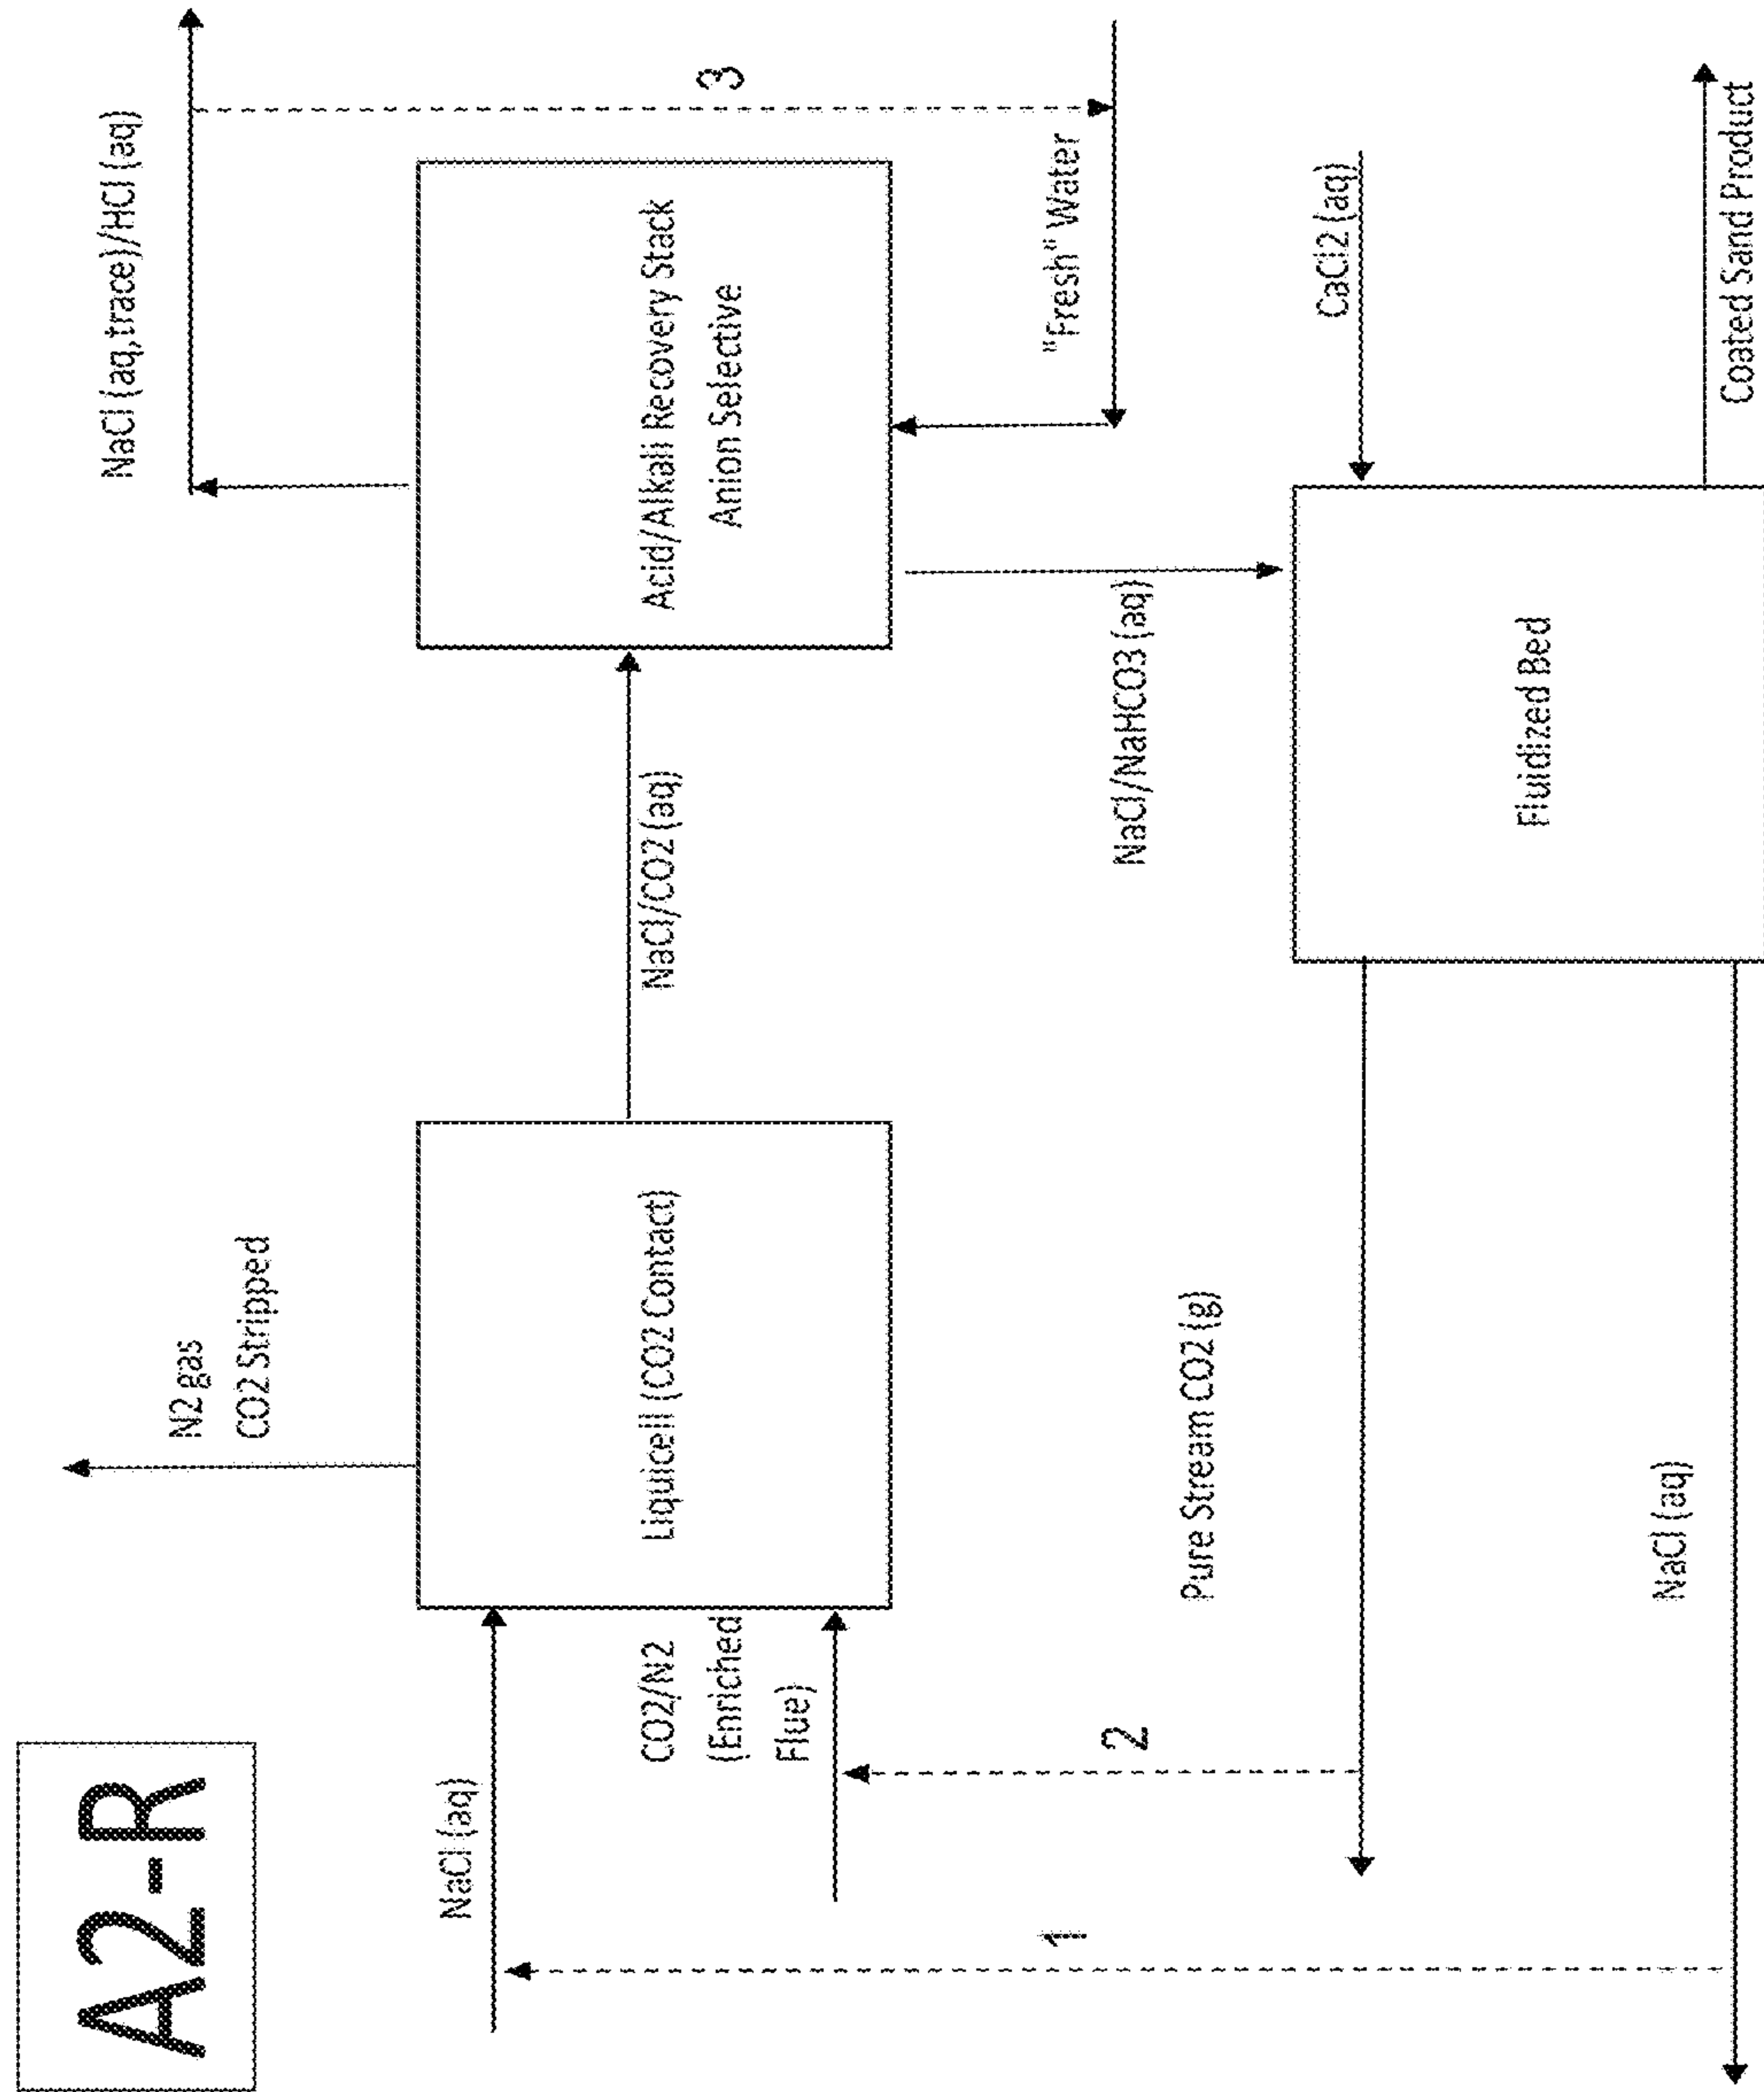 A2-R
N2 gas
CO2 Stripped
NaCl (aq,trace)/HCl (aq)
NaCl (aq)
CO2/N2
(Enriched
Flue)
Liquicell (CO2 Contact)
NaCl/CO2 (aq)
Acid/Alkali Recovery Stack
Anion Selective
3
"Fresh" Water
1
2
Pure Stream CO2 (g)
NaCl/NaHCO3 (aq)
CaCl2 (aq)
Fluidized Bed
NaCl (aq)
Coated Sand Product